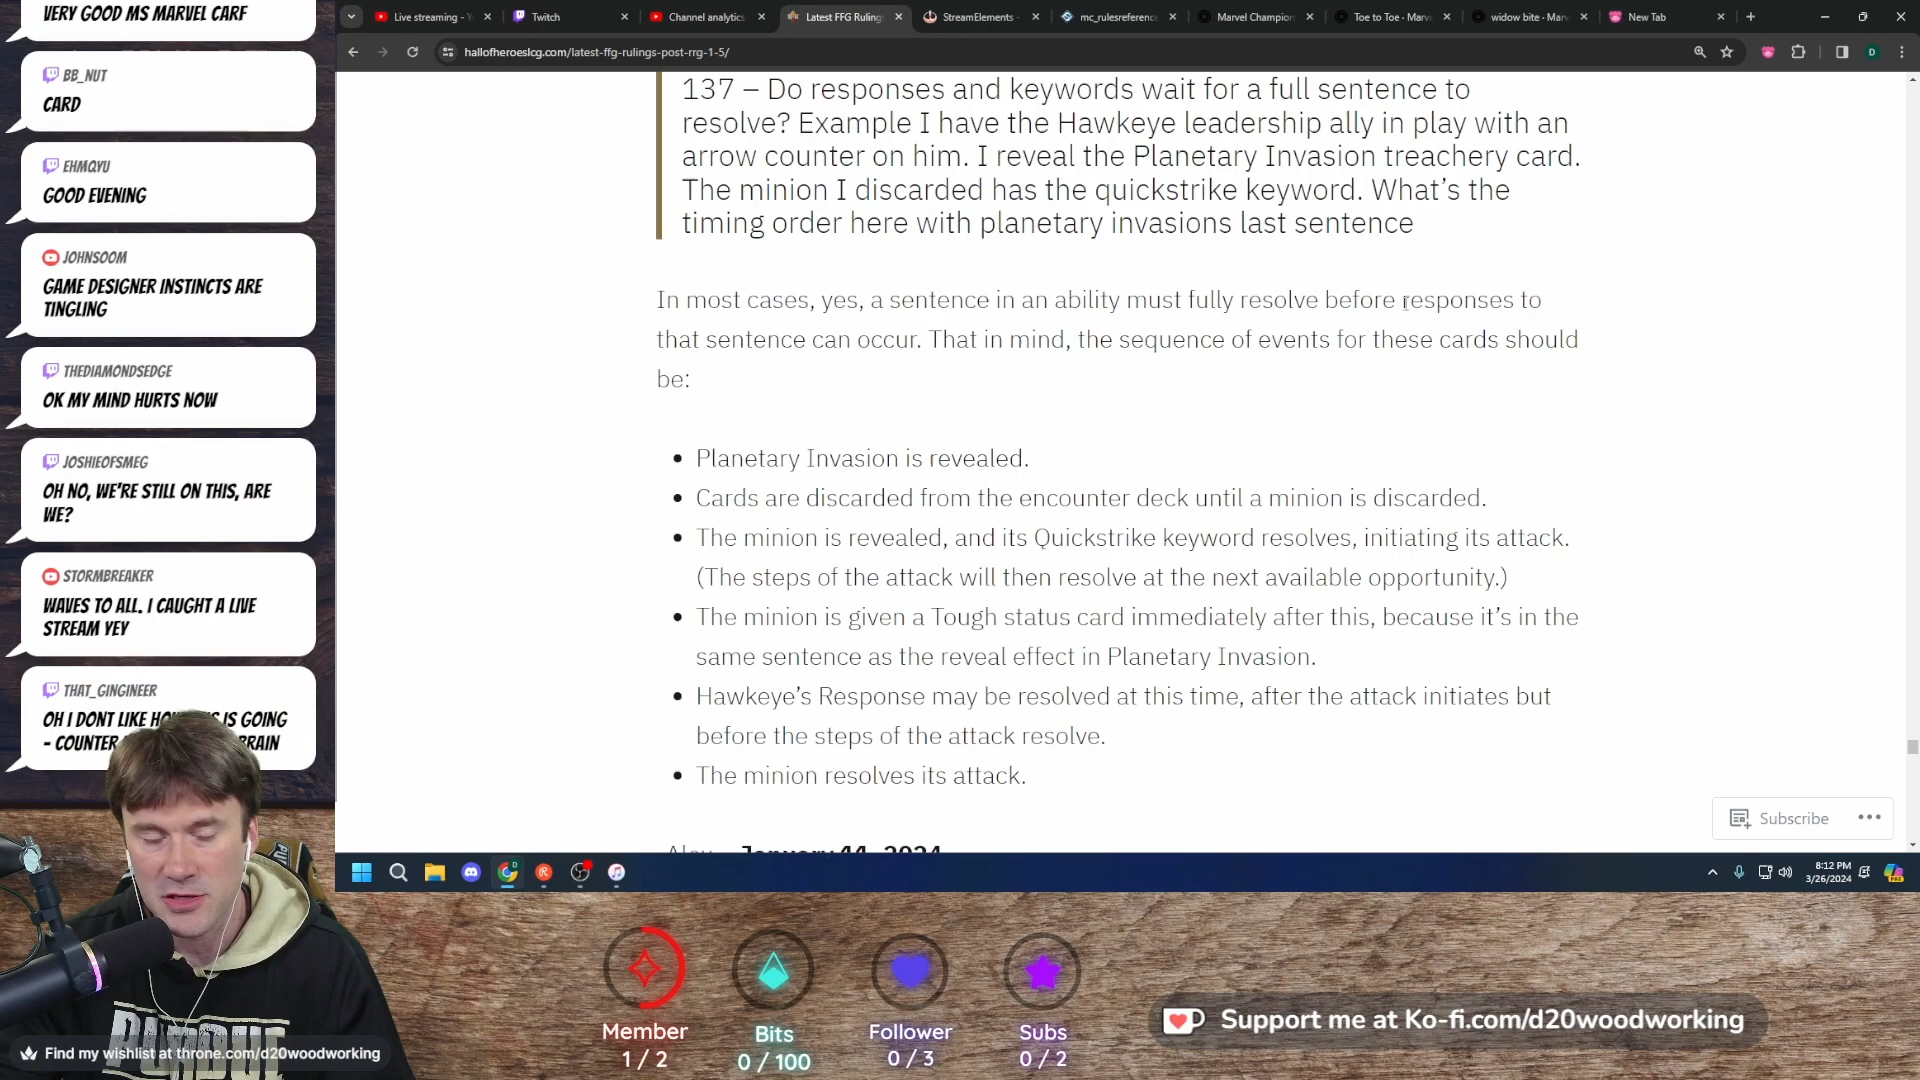 VERY GOOD MS MARVEL CARF
BB_NUT
CARD
EHMQYU
GOOD EVENING
JOHNSOOM
GAME DESIGNER INSTINCTS ARE
TINGLING
THEDIAMONDSEDGE
OK MY MIND HURTS NOW
JOSHIEOFSMEG
OH NO, WE'RE STILL ON THIS, ARE
WE?
STORMBREAKER
WAVES TO ALL. I CAUGHT A LIVE
STREAM YEY
THAT_GINGINEER
OH I DONT LIKE IS GOING
- COUNTER BRAIN
Live streaming -
Twitch
Channel analytics
Latest FFG Ruling
StreamElements -
mc_rulesreference
Marvel Champion
Toe to Toe · Marv
widow bite · Marv
New Tab
hallofheroeslcg.com/latest-ffg-rulings-post-rrg-1-5/
137 – Do responses and keywords wait for a full sentence to
resolve? Example I have the Hawkeye leadership ally in play with an
arrow counter on him. I reveal the Planetary Invasion treachery card.
The minion I discarded has the quickstrike keyword. What's the
timing order here with planetary invasions last sentence
In most cases, yes, a sentence in an ability must fully resolve before responses to
that sentence can occur. That in mind, the sequence of events for these cards should
be:
• Planetary Invasion is revealed.
• Cards are discarded from the encounter deck until a minion is discarded.
• The minion is revealed, and its Quickstrike keyword resolves, initiating its attack.
(The steps of the attack will then resolve at the next available opportunity.)
• The minion is given a Tough status card immediately after this, because it's in the
same sentence as the reveal effect in Planetary Invasion.
• Hawkeye's Response may be resolved at this time, after the attack initiates but
before the steps of the attack resolve.
• The minion resolves its attack.
Subscribe
8:12 PM
3/26/2024
PURDUE
Find my wishlist at throne.com/d20woodworking
Member
1 / 2
Bits
0 / 100
Follower
0 / 3
Subs
0 / 2
Support me at Ko-fi.com/d20woodworking